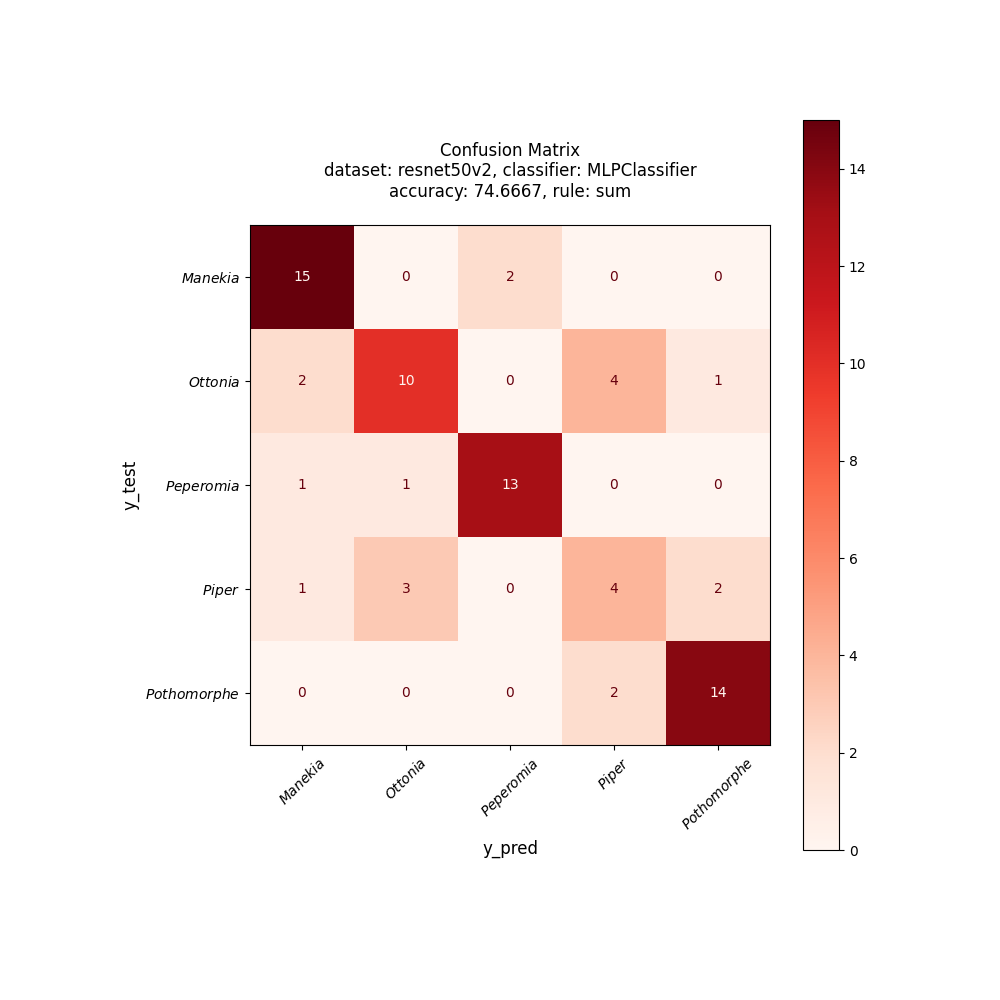 Confusion Matrix
dataset: resnet50v2, classifier: MLPClassifier
accuracy: 74.6667, rule: sum
Manekia 15 0 2 0 0
Ottonia 2 10 0 4 1
Peperomia 1 1 13 0 0
Piper 1 3 0 4 2
Pothomorphe 0 0 0 2 14
Manekia Ottonia Peperomia Piper Pothomorphe
y_test
y_pred
14
12
10
8
6
4
2
0